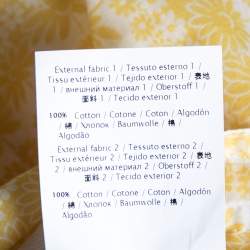 External fabric 1 / Tessuto esterno 1 /
Tissu extérieur 1 / Tejido exterior 1 / 表地
1 / внешний материал 1 / Oberstoff 1 /
面料 1 / Tecido exterior 1
100% Cotton / Cotone / Coton / Algodón
/ 綿 / Хлопок / Baumwolle / 棉 /
Algodão
External fabric 2 / Tessuto esterno 2 /
Tissu extérieur 2 / Tejido exterior 2 / 表地
2 / внешний материал 2 / Oberstoff 2 /
面料 2 / Tecido exterior 2
100% Cotton / Cotone / Coton / Algodón
/ 綿 / Хлопок / Baumwolle / 棉 /
Algodão